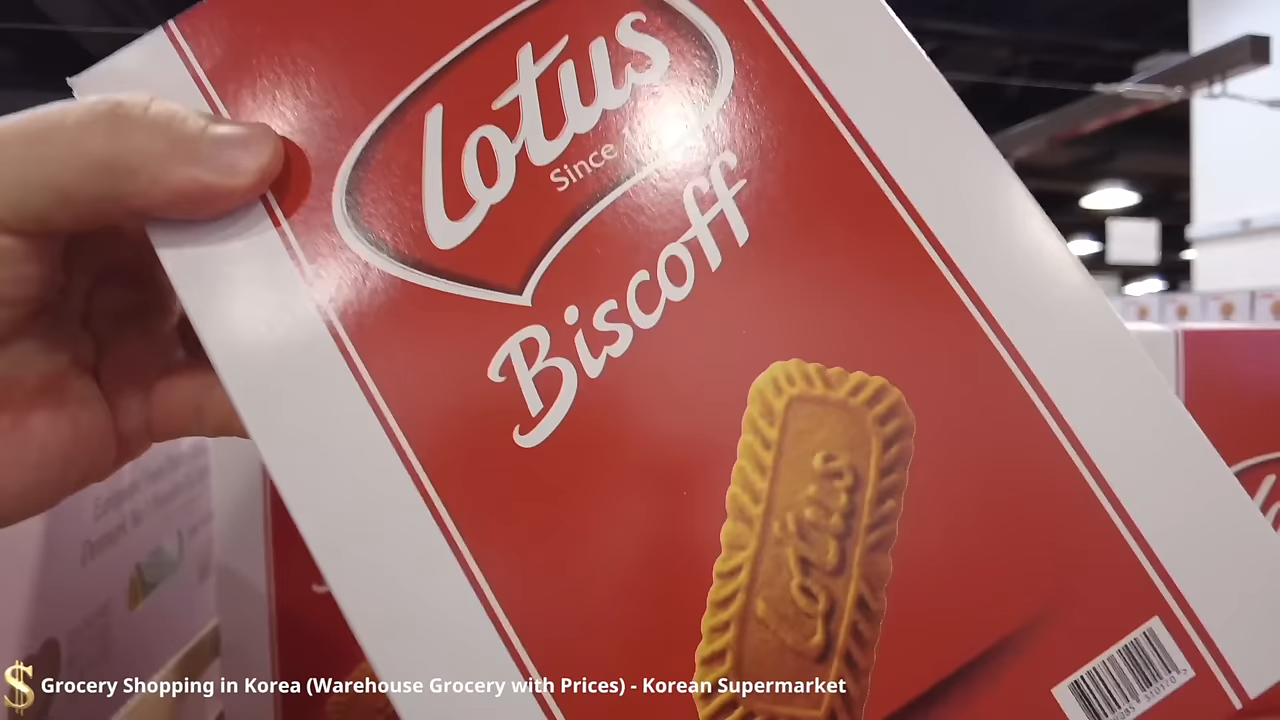 Lotus
Since
Biscoff
Lotus
Grocery Shopping in Korea (Warehouse Grocery with Prices) - Korean Supermarket